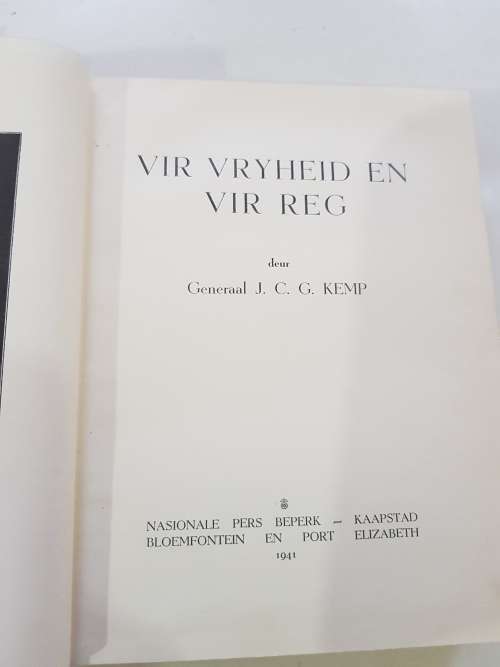 VIR VRYHEID EN
VIR REG
deur
Generaal J. C. G. KEMP
NASIONALE PERS BEPERK – KAAPSTAD
BLOEMFONTEIN EN PORT ELIZABETH
1941